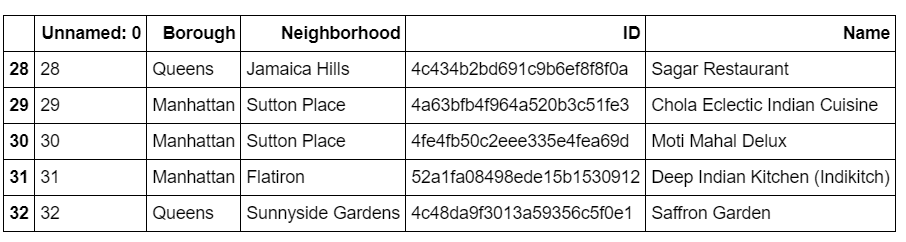 Unnamed: 0 Borough Neighborhood ID Name
28 28 Queens Jamaica Hills 4c434b2bd691c9b6ef8f8f0a Sagar Restaurant
29 29 Manhattan Sutton Place 4a63bfb4f964a520b3c51fe3 Chola Eclectic Indian Cuisine
30 30 Manhattan Sutton Place 4fe4fb50c2eee335e4fea69d Moti Mahal Delux
31 31 Manhattan Flatiron 52a1fa08498ede15b1530912 Deep Indian Kitchen (Indikitch)
32 32 Queens Sunnyside Gardens 4c48da9f3013a59356c5f0e1 Saffron Garden